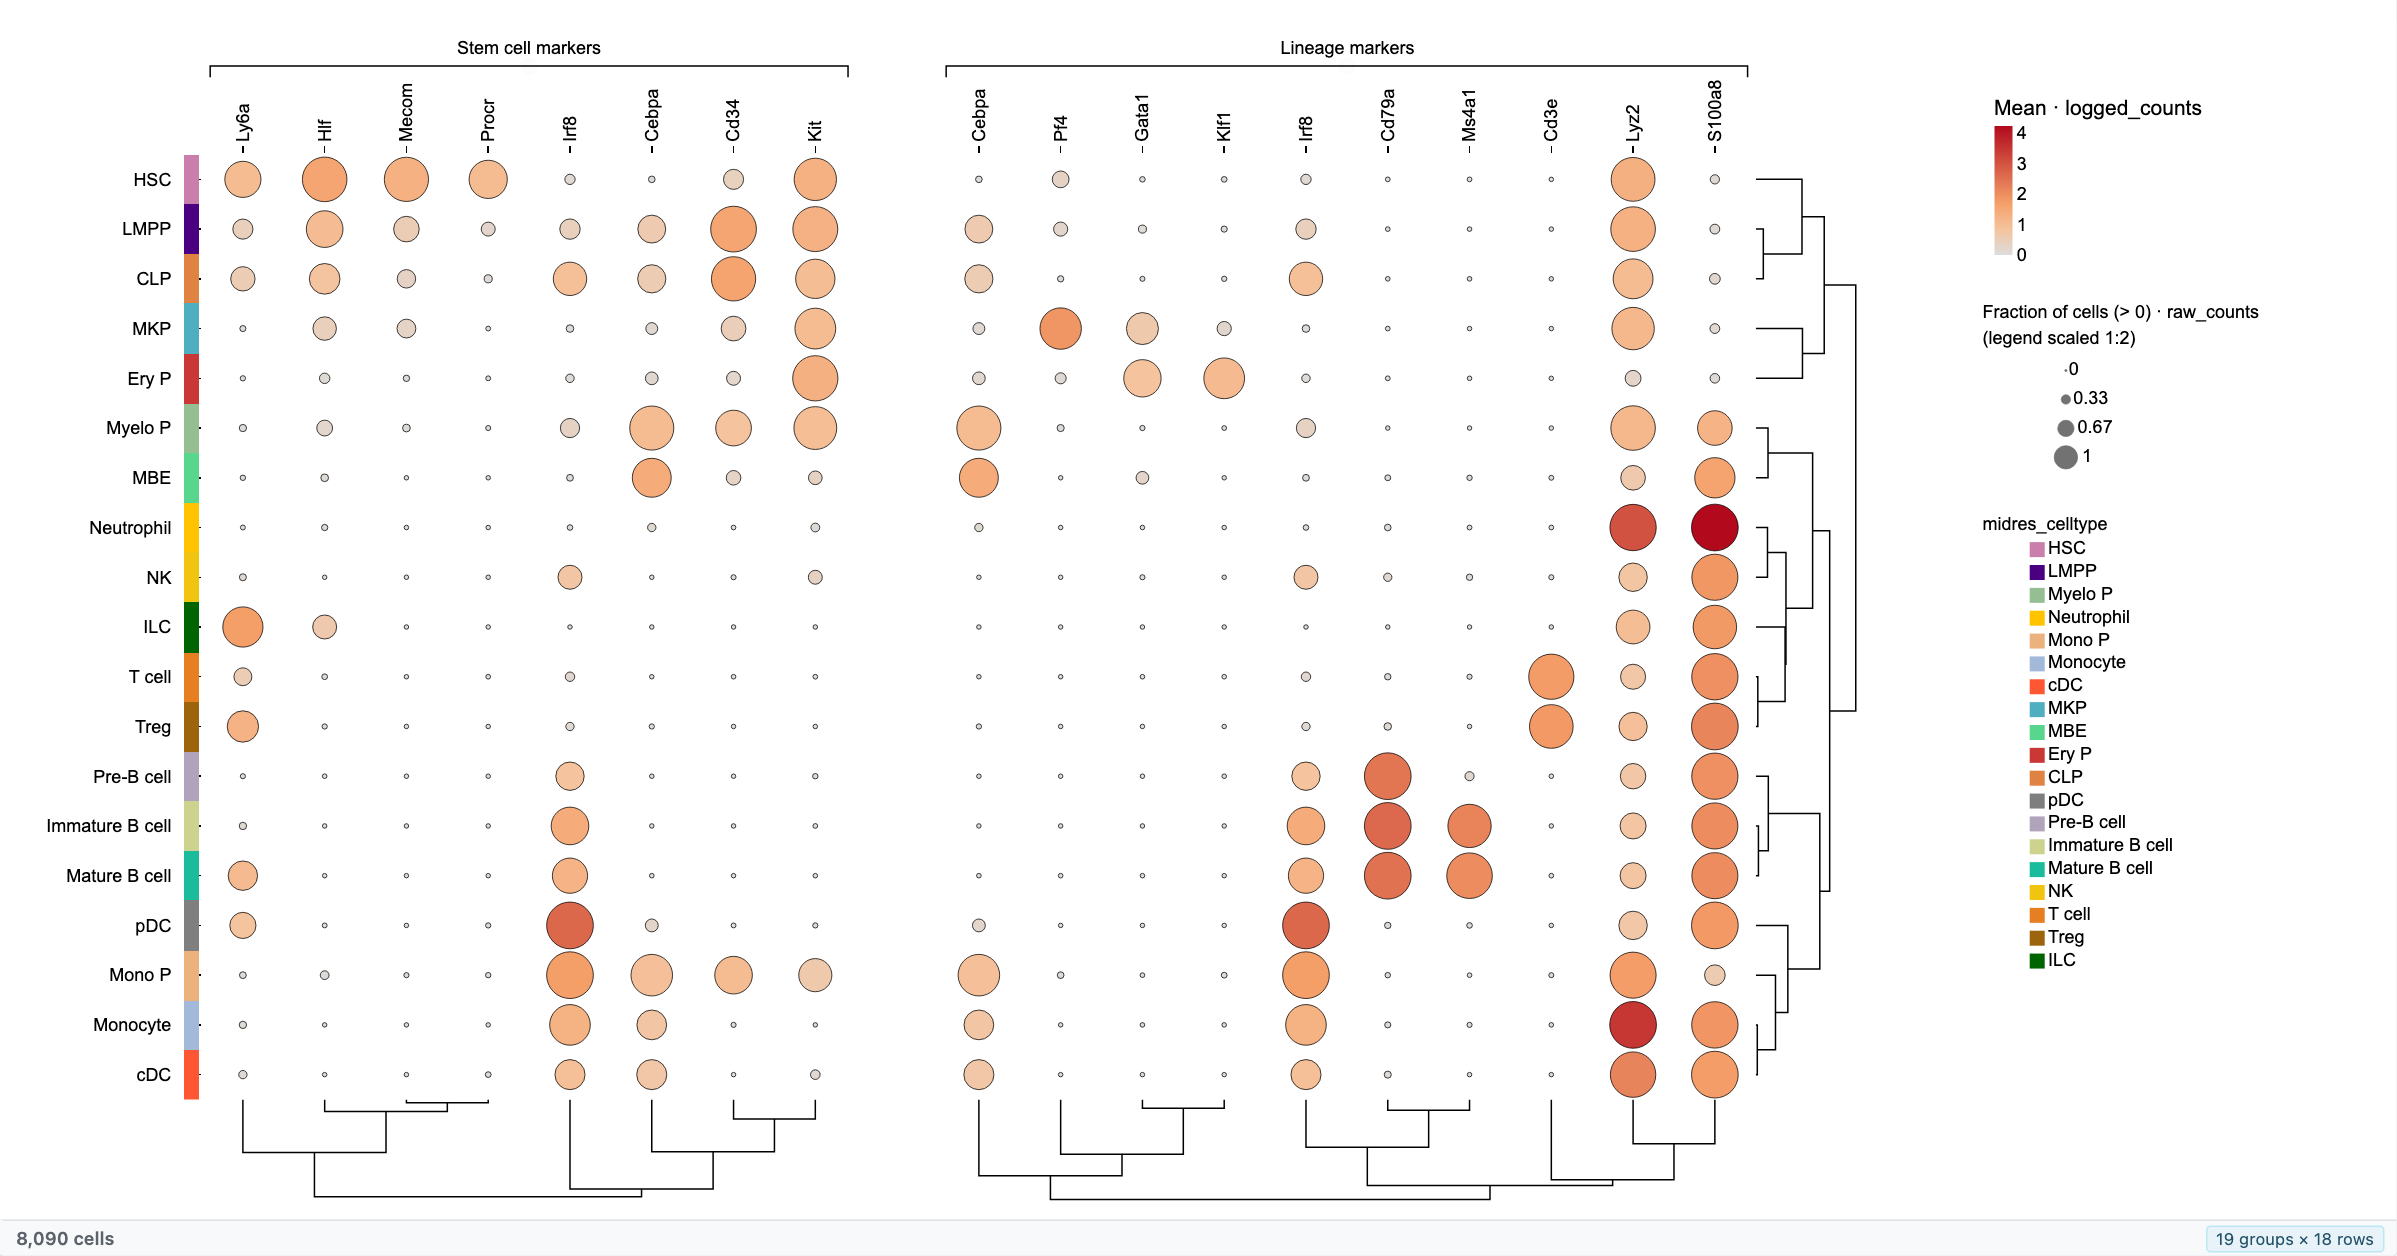 Stem cell markers
Lineage markers
Ly6a
Hlf
Mecom
Procr
Irf8
Cebpa
Cd34
Kit
Cebpa
Pf4
Gata1
Klf1
Irf8
Cd79a
Ms4a1
Cd3e
Lyz2
S100a8
HSC
LMPP
CLP
MKP
Ery P
Myelo P
MBE
Neutrophil
NK
ILC
T cell
Treg
Pre-B cell
Immature B cell
Mature B cell
pDC
Mono P
Monocyte
cDC
Mean · logged_counts
4
3
2
1
0
Fraction of cells (> 0) · raw_counts
(legend scaled 1:2)
0
0.33
0.67
1
midres_celltype
HSC
LMPP
Myelo P
Neutrophil
Mono P
Monocyte
cDC
MKP
MBE
Ery P
CLP
pDC
Pre-B cell
Immature B cell
Mature B cell
NK
T cell
Treg
ILC
8,090 cells
19 groups × 18 rows